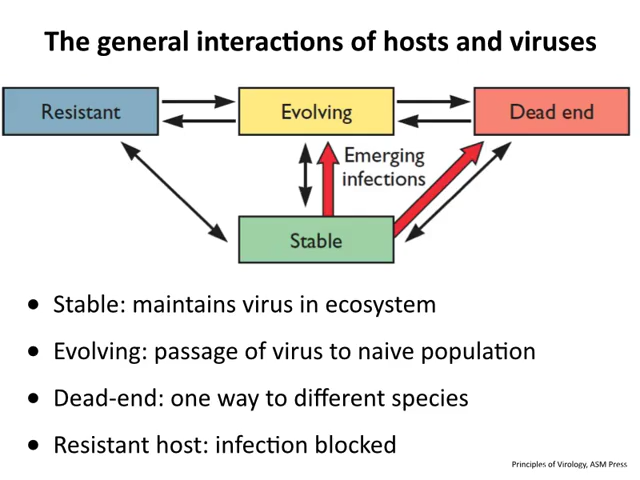 The general interactions of hosts and viruses
Resistant
Evolving
Dead end
Emerging
infections
Stable
• Stable: maintains virus in ecosystem
• Evolving: passage of virus to naive population
• Dead-end: one way to different species
• Resistant host: infection blocked
Principles of Virology, ASM Press